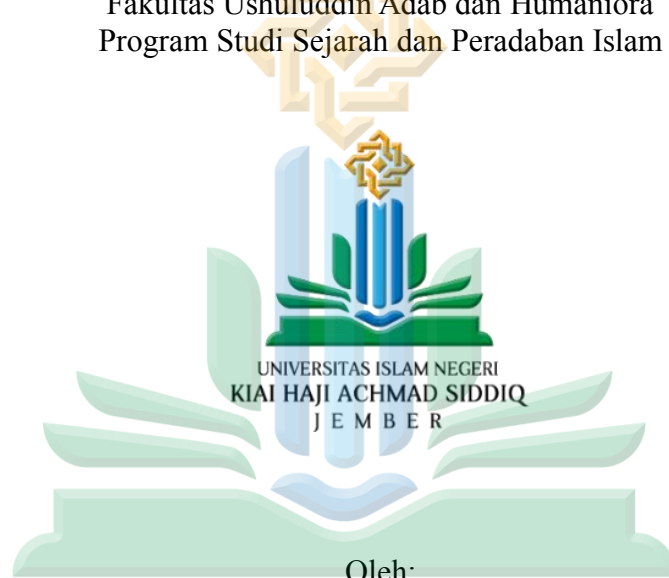 Fakultas Ushuluddin Adab dan Humaniora
Program Studi Sejarah dan Peradaban Islam
UNIVERSITAS ISLAM NEGERI
KIAI HAJI ACHMAD SIDDIQ
JEMBER
Oleh: